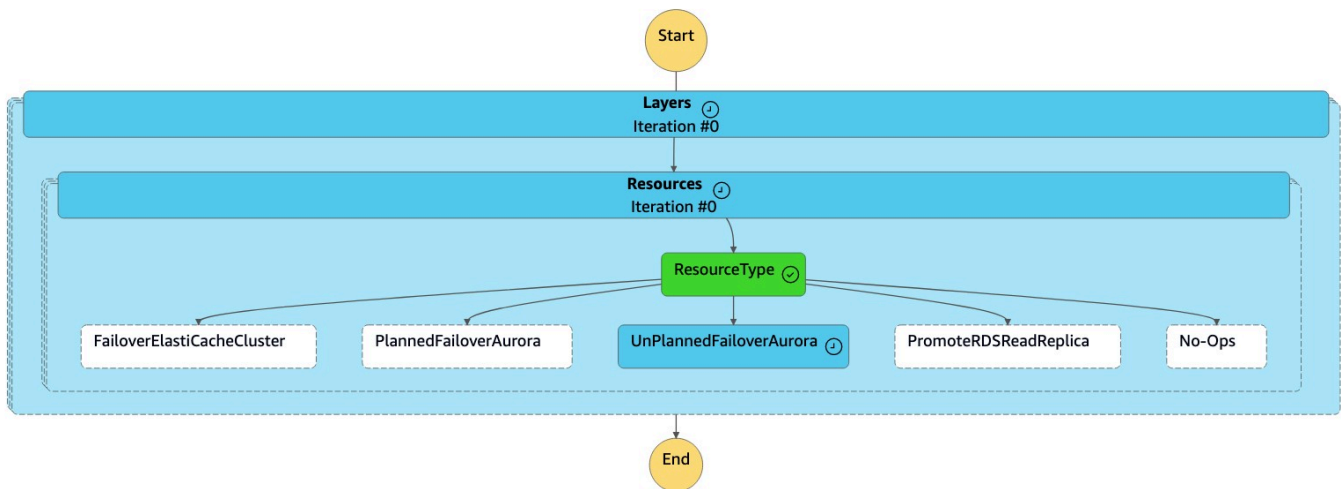 Start
Layers
Iteration #0
Resources
Iteration #0
ResourceType
FailoverElastiCacheCluster
PlannedFailoverAurora
UnPlannedFailoverAurora
PromoteRDSReadReplica
No-Ops
End